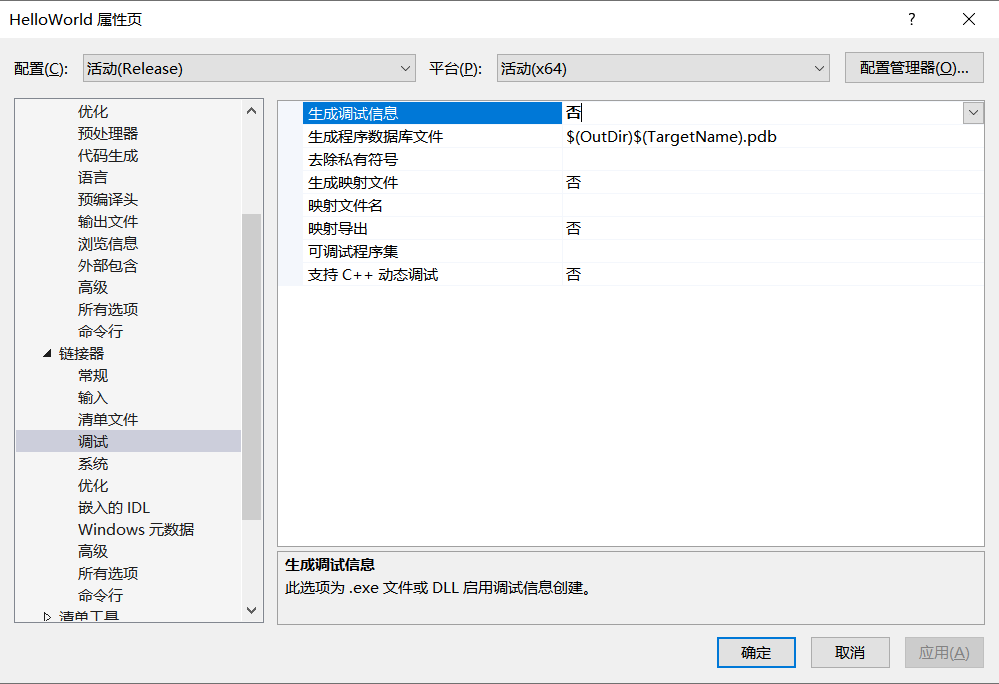 HelloWorld 属性页
?
配置(C): 活动(Release) 平台(P): 活动(x64) 配置管理器(O)...
优化
预处理器
代码生成
语言
预编译头
输出文件
浏览信息
外部包含
高级
所有选项
命令行
链接器
常规
输入
清单文件
调试
系统
优化
嵌入的 IDL
Windows 元数据
高级
所有选项
命令行
清单工具
生成调试信息 否
生成程序数据库文件 $(OutDir)$(TargetName).pdb
去除私有符号
生成映射文件 否
映射文件名
映射导出 否
可调试程序集
支持 C++ 动态调试 否
生成调试信息
此选项为 .exe 文件或 DLL 启用调试信息创建。
确定 取消 应用(A)